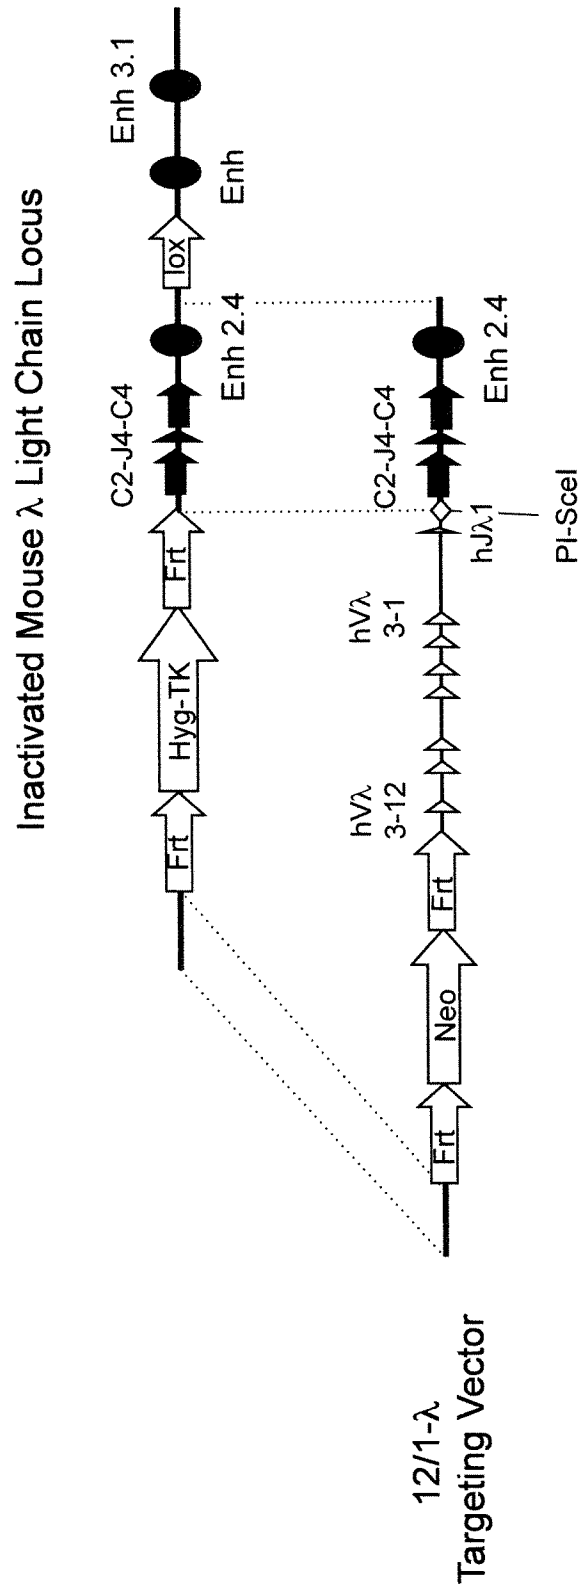 Inactivated Mouse λ Light Chain Locus
Frt
Hyg-TK
Frt
C2-J4-C4
Enh 2.4
lox
Enh
Enh 3.1
12/1-λ
Targeting Vector
Frt
Neo
Frt
hVλ
3-12
hVλ
3-1
hJλ1
PI-SceI
C2-J4-C4
Enh 2.4